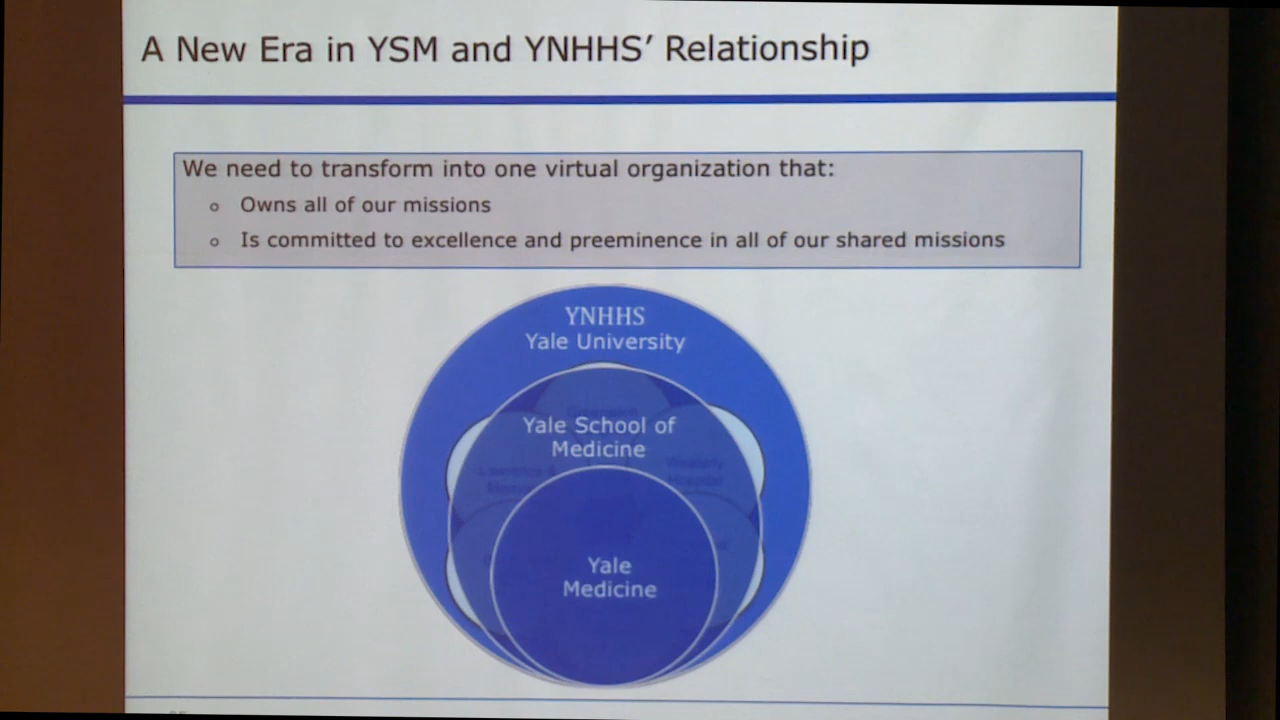 A New Era in YSM and YNHHS’ Relationship
We need to transform into one virtual organization that:
Owns all of our missions
Is committed to excellence and preeminence in all of our shared missions
YNHHS
Yale University
Yale School of
Medicine
Westerly
Hospital
Yale
Medicine